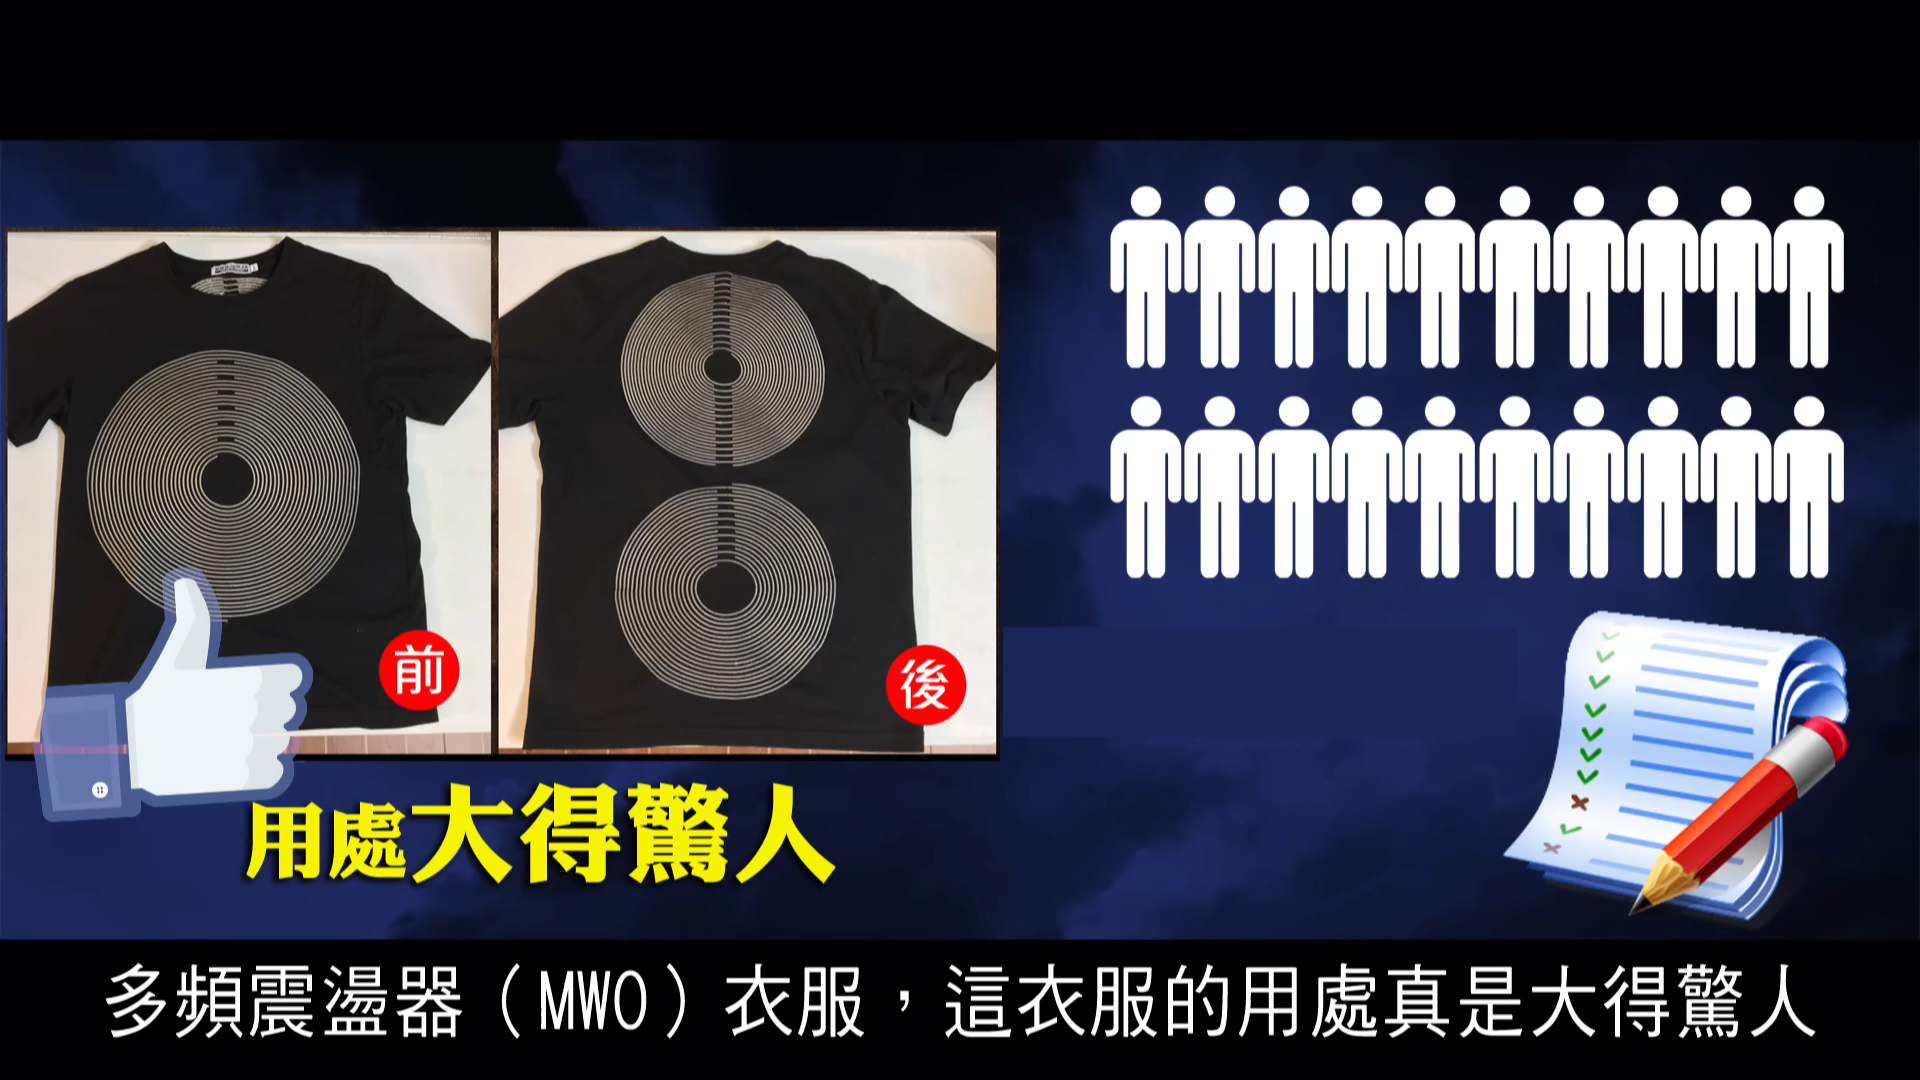 前
後
用處大得驚人
多頻震盪器（MWO）衣服，這衣服的用處真是大得驚人